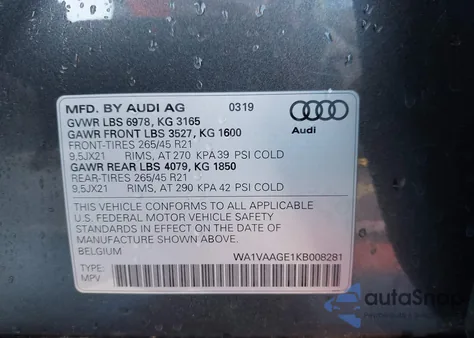 MFD. BY AUDI AG 0319
GVWR LBS 6978, KG 3165
GAWR FRONT LBS 3527, KG 1600
FRONT-TIRES 265/45 R21
9,5JX21 RIMS, AT 270 KPA 39 PSI COLD
GAWR REAR LBS 4079, KG 1850
REAR-TIRES 265/45 R21
9,5JX21 RIMS, AT 290 KPA 42 PSI COLD
Audi
THIS VEHICLE CONFORMS TO ALL APPLICABLE
U.S. FEDERAL MOTOR VEHICLE SAFETY
STANDARDS IN EFFECT ON THE DATE OF
MANUFACTURE SHOWN ABOVE.
BELGIUM WA1VAAGE1KB008281
TYPE:
MPV
autoSnap